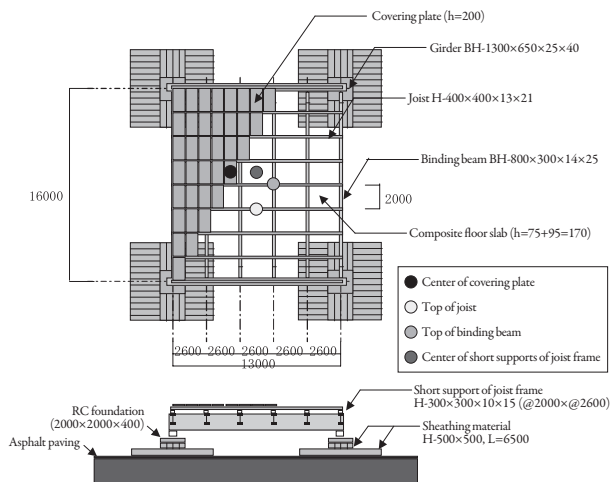 Covering plate (h=200)
Girder BH-1300×650×25×40
Joist H-400×400×13×21
Binding beam BH-800×300×14×25
16000
2000
Composite floor slab (h=75+95=170)
Center of covering plate
Top of joist
Top of binding beam
Center of short supports of joist frame
2600 2600 2600 2600 2600
13000
Short support of joist frame
H-300×300×10×15 (@2000×@2600)
RC foundation
(2000×2000×400)
Sheathing material
H-500×500, L=6500
Asphalt paving